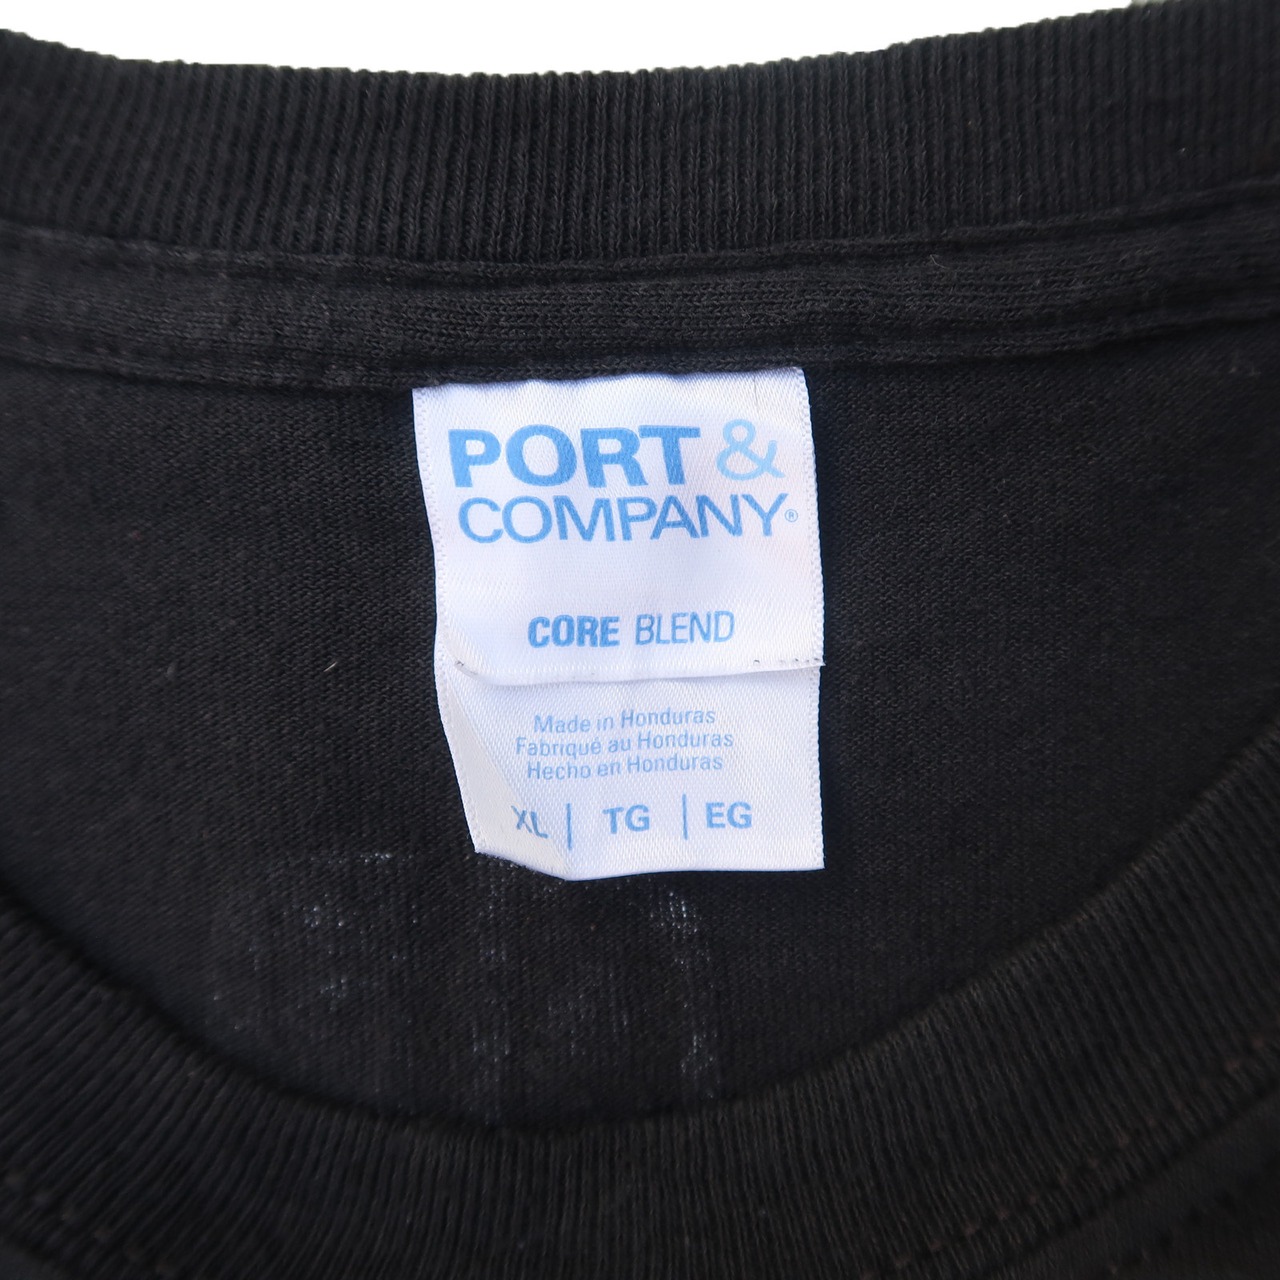 PORT &
COMPANY®
CORE BLEND
Made in Honduras
Fabriqué au Honduras
Hecho en Honduras
XL | TG | EG